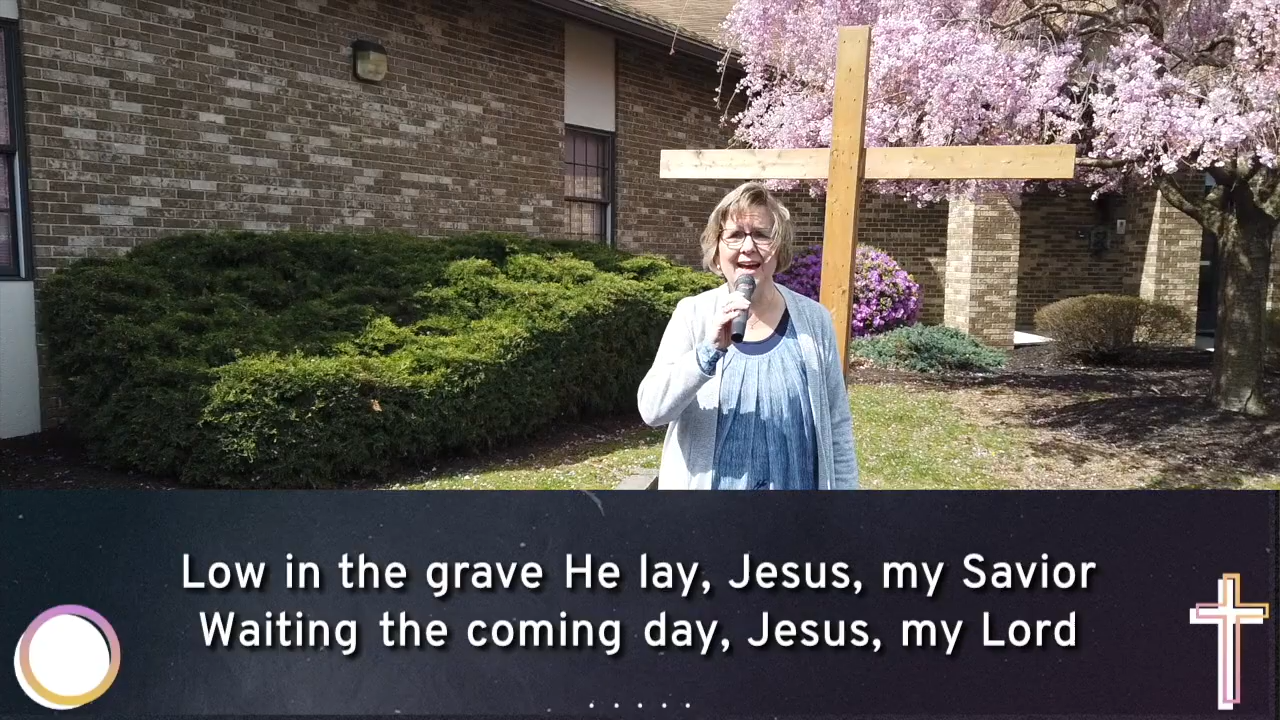 Low in the grave He lay, Jesus, my Savior
Waiting the coming day, Jesus, my Lord
. . . . .